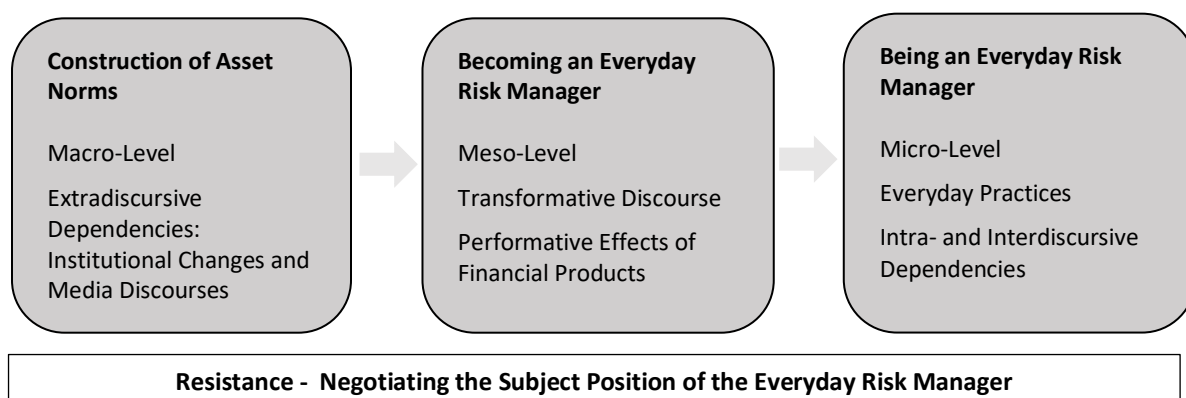 Construction of Asset
Norms
Macro-Level
Extradiscursive
Dependencies:
Institutional Changes and
Media Discourses
Becoming an Everyday
Risk Manager
Meso-Level
Transformative Discourse
Performative Effects of
Financial Products
Being an Everyday Risk
Manager
Micro-Level
Everyday Practices
Intra- and Interdiscursive
Dependencies
Resistance - Negotiating the Subject Position of the Everyday Risk Manager